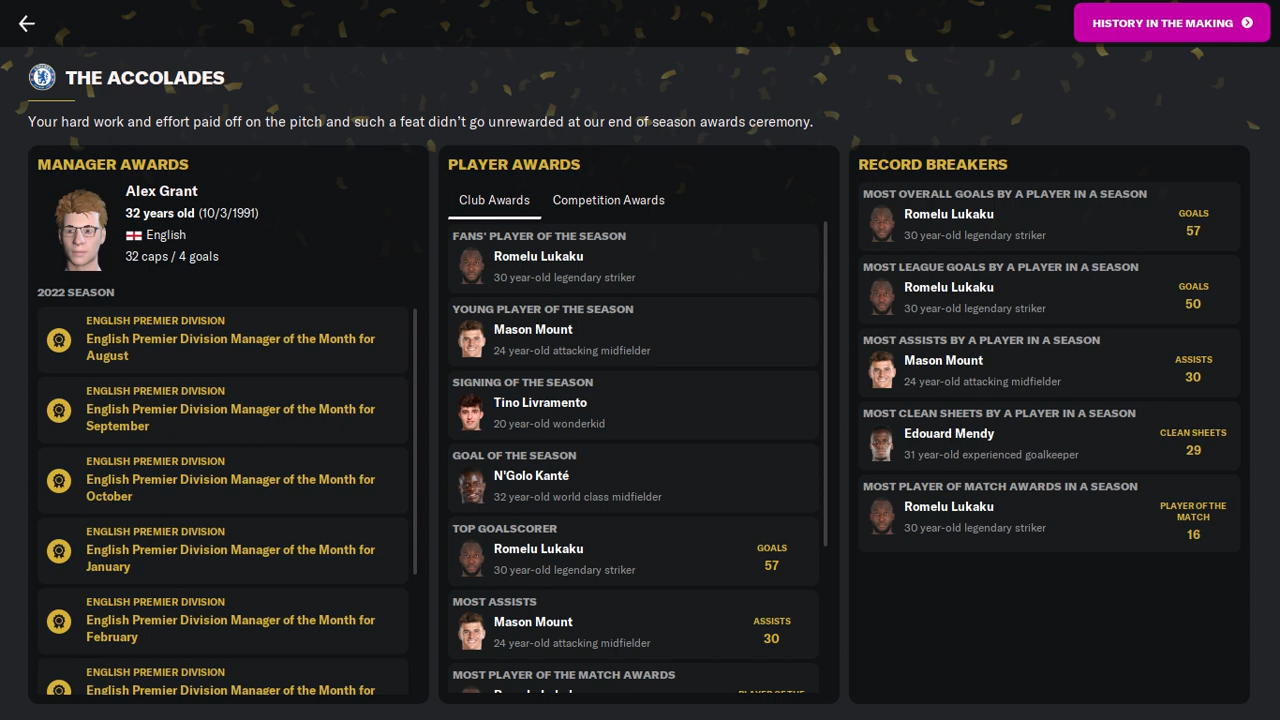 HISTORY IN THE MAKING
THE ACCOLADES
Your hard work and effort paid off on the pitch and such a feat didn't go unrewarded at our end of season awards ceremony.
MANAGER AWARDS
Alex Grant
32 years old (10/3/1991)
English
32 caps / 4 goals
2022 SEASON
ENGLISH PREMIER DIVISION
English Premier Division Manager of the Month for
August
ENGLISH PREMIER DIVISION
English Premier Division Manager of the Month for
September
ENGLISH PREMIER DIVISION
English Premier Division Manager of the Month for
October
ENGLISH PREMIER DIVISION
English Premier Division Manager of the Month for
January
ENGLISH PREMIER DIVISION
English Premier Division Manager of the Month for
February
ENGLISH PREMIER DIVISION
English Premier Division Manager of the Month for
PLAYER AWARDS
Club Awards Competition Awards
FANS' PLAYER OF THE SEASON
Romelu Lukaku
30 year-old legendary striker
YOUNG PLAYER OF THE SEASON
Mason Mount
24 year-old attacking midfielder
SIGNING OF THE SEASON
Tino Livramento
20 year-old wonderkid
GOAL OF THE SEASON
N'Golo Kanté
32 year-old world class midfielder
TOP GOALSCORER
Romelu Lukaku
30 year-old legendary striker
GOALS
57
MOST ASSISTS
Mason Mount
24 year-old attacking midfielder
ASSISTS
30
MOST PLAYER OF THE MATCH AWARDS
RECORD BREAKERS
MOST OVERALL GOALS BY A PLAYER IN A SEASON
Romelu Lukaku
30 year-old legendary striker
GOALS
57
MOST LEAGUE GOALS BY A PLAYER IN A SEASON
Romelu Lukaku
30 year-old legendary striker
GOALS
50
MOST ASSISTS BY A PLAYER IN A SEASON
Mason Mount
24 year-old attacking midfielder
ASSISTS
30
MOST CLEAN SHEETS BY A PLAYER IN A SEASON
Edouard Mendy
31 year-old experienced goalkeeper
CLEAN SHEETS
29
MOST PLAYER OF MATCH AWARDS IN A SEASON
Romelu Lukaku
30 year-old legendary striker
PLAYER OF THE
MATCH
16